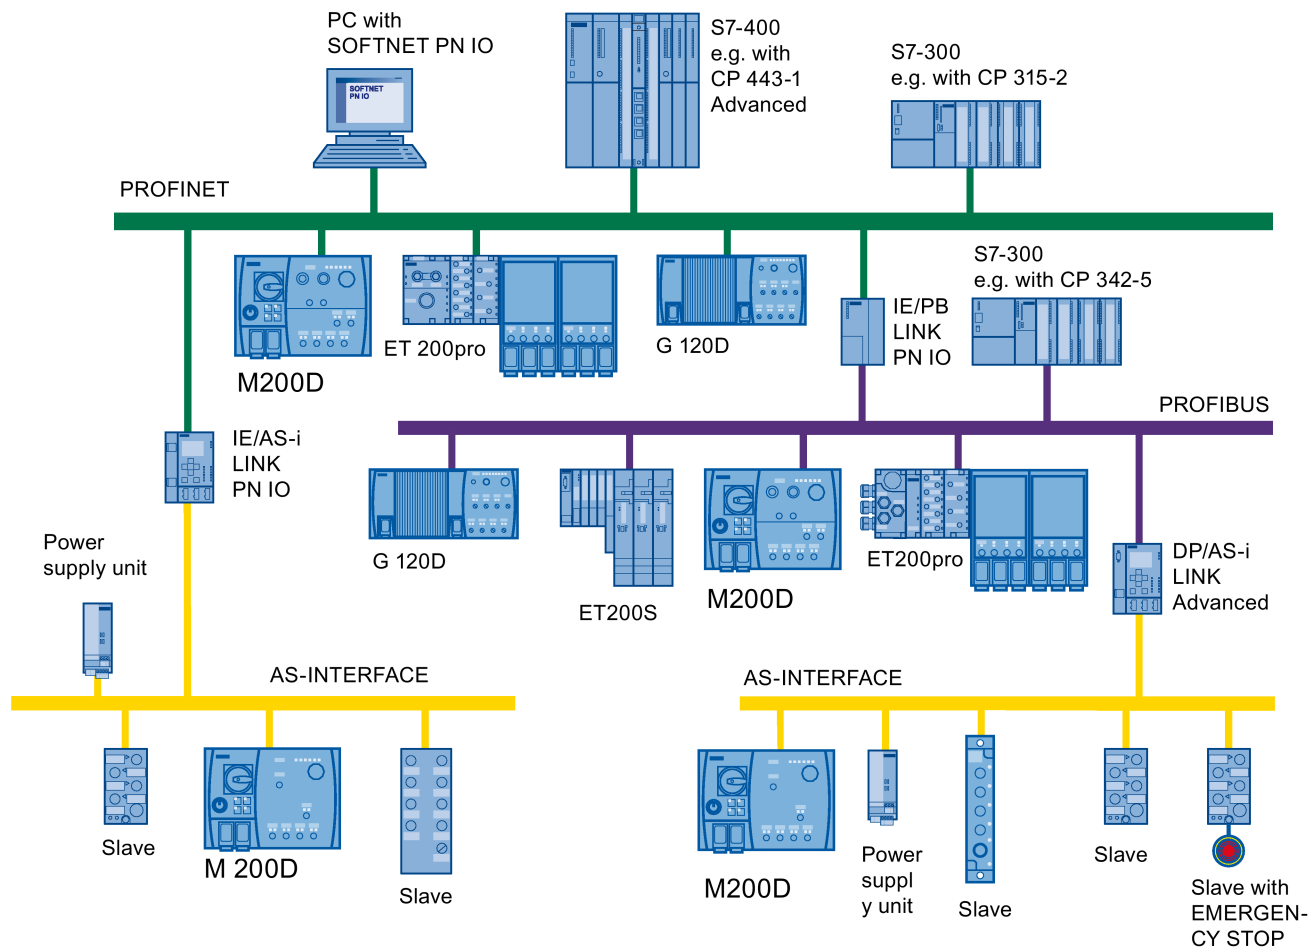 PC with
SOFTNET PN IO
SOFTNET
PN IO
S7-400
e.g. with
CP 443-1
Advanced
S7-300
e.g. with CP 315-2
PROFINET
M200D
ET 200pro
G 120D
IE/PB
LINK
PN IO
S7-300
e.g. with CP 342-5
PROFIBUS
IE/AS-i
LINK
PN IO
G 120D
ET200S
M200D
ET200pro
DP/AS-i
LINK
Advanced
Power
supply unit
AS-INTERFACE
Slave
M 200D
Slave
AS-INTERFACE
M200D
Power
suppl
y unit
Slave
Slave
Slave with
EMERGEN-
CY STOP